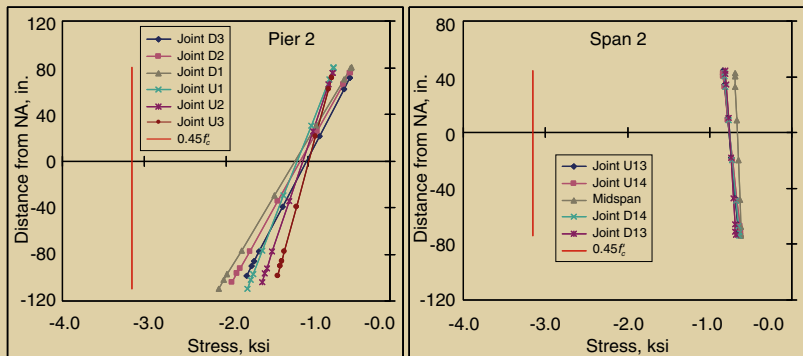 Pier 2
Distance from NA, in.
120
80
40
0
-40
-80
-120
Joint D3
Joint D2
Joint D1
Joint U1
Joint U2
Joint U3
0.45f′c
-4.0 -3.0 -2.0 -1.0 -0.0
Stress, ksi
Span 2
Distance from NA, in.
80
40
0
-40
-80
-120
Joint U13
Joint U14
Midspan
Joint D14
Joint D13
0.45f′c
-4.0 -3.0 -2.0 -1.0 -0.0
Stress, ksi